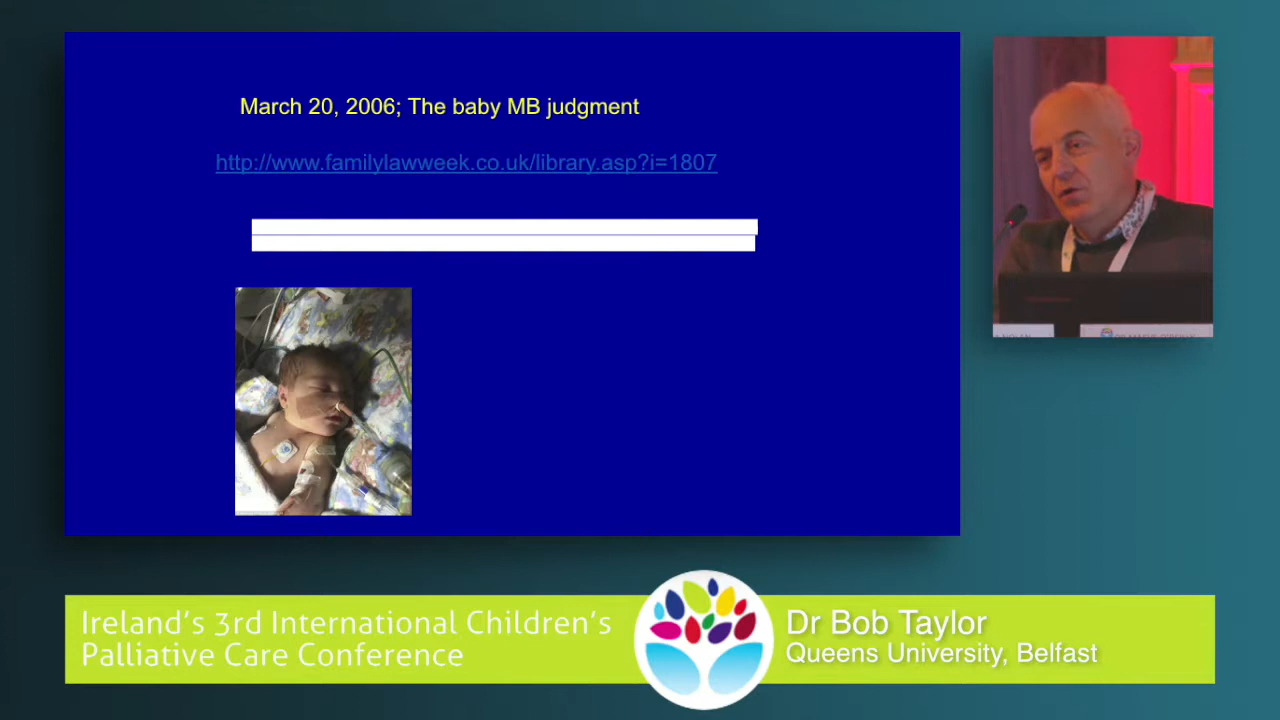 March 20, 2006; The baby MB judgment
http://www.familylawweek.co.uk/library.asp?i=1807
Ireland's 3rd International Children's
Palliative Care Conference
Dr Bob Taylor
Queens University, Belfast